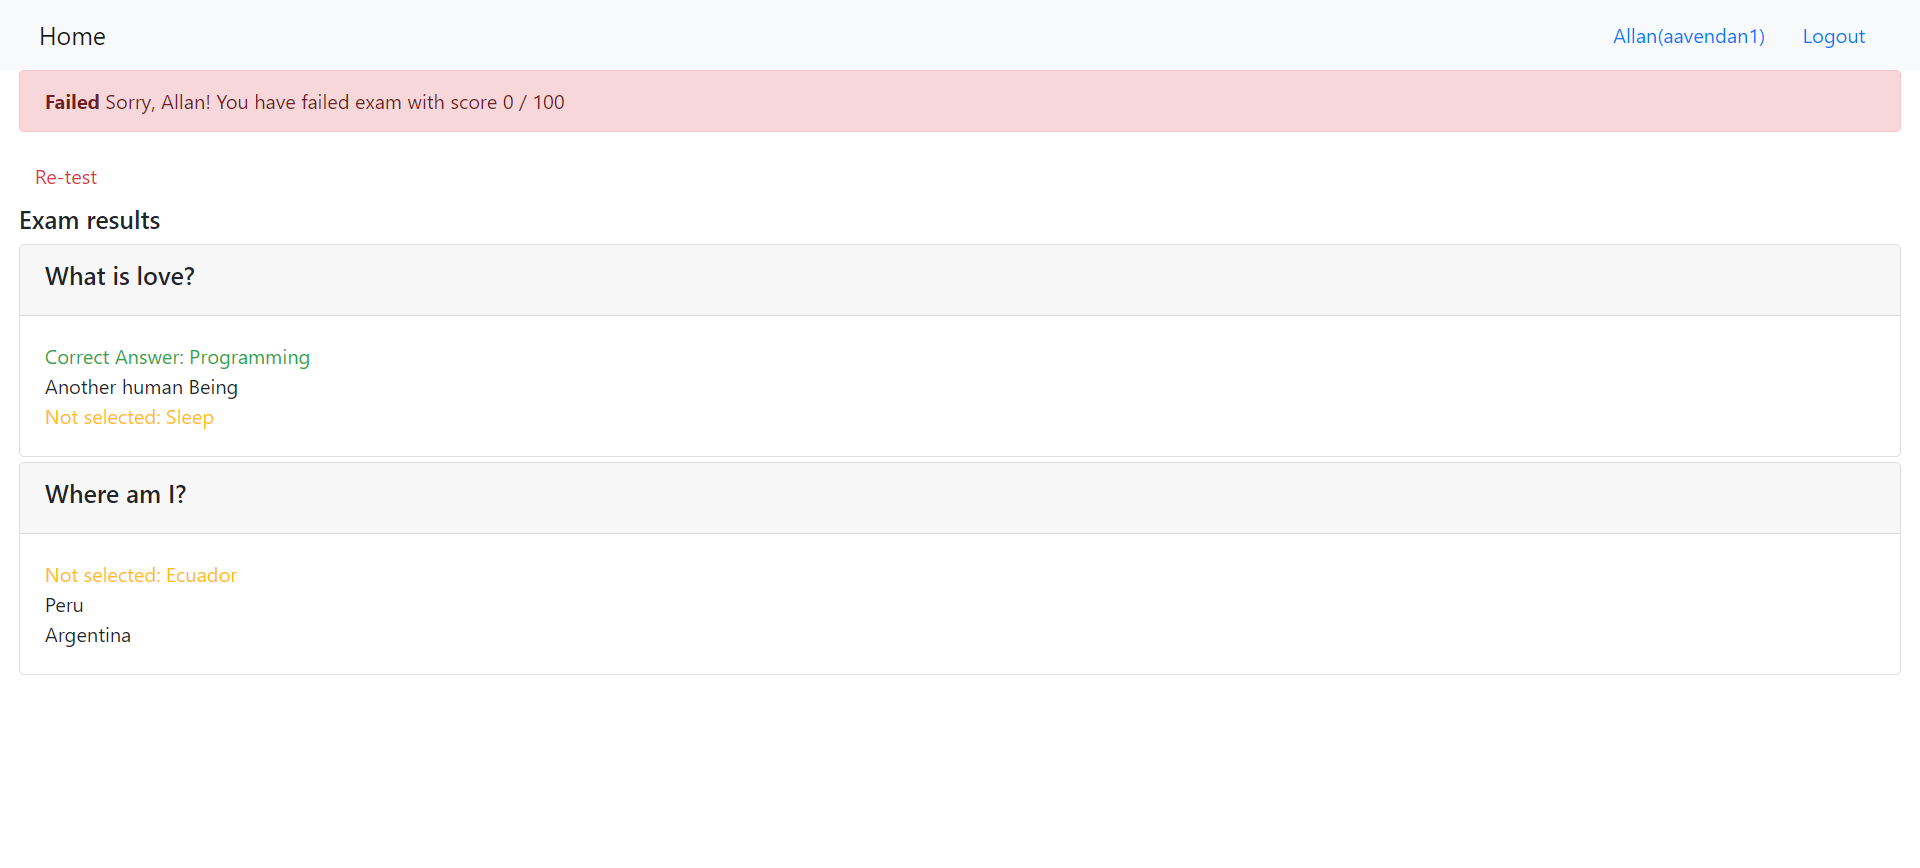 Home
Allan(aavendan1)
Logout
Failed Sorry, Allan! You have failed exam with score 0 / 100
Re-test
Exam results
What is love?
Correct Answer: Programming
Another human Being
Not selected: Sleep
Where am I?
Not selected: Ecuador
Peru
Argentina